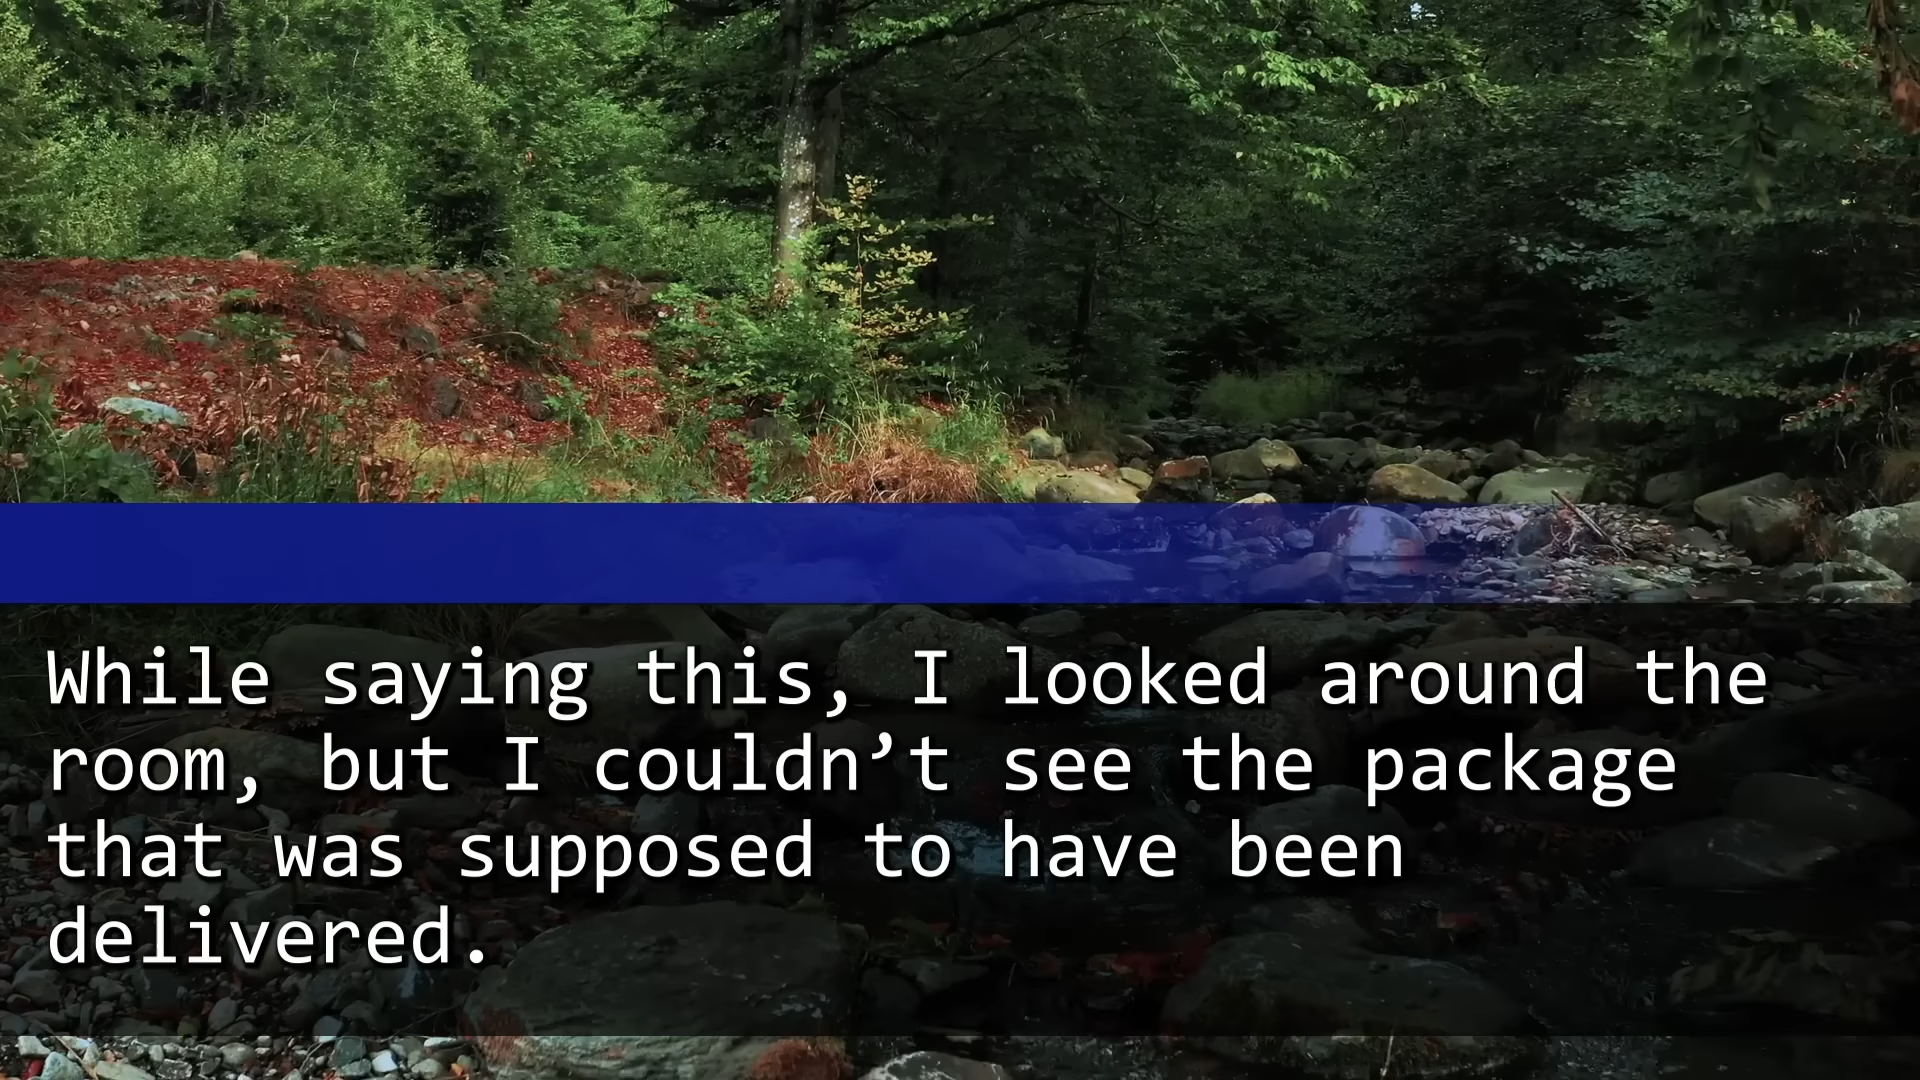 While saying this, I looked around the
room, but I couldn’t see the package
that was supposed to have been
delivered.